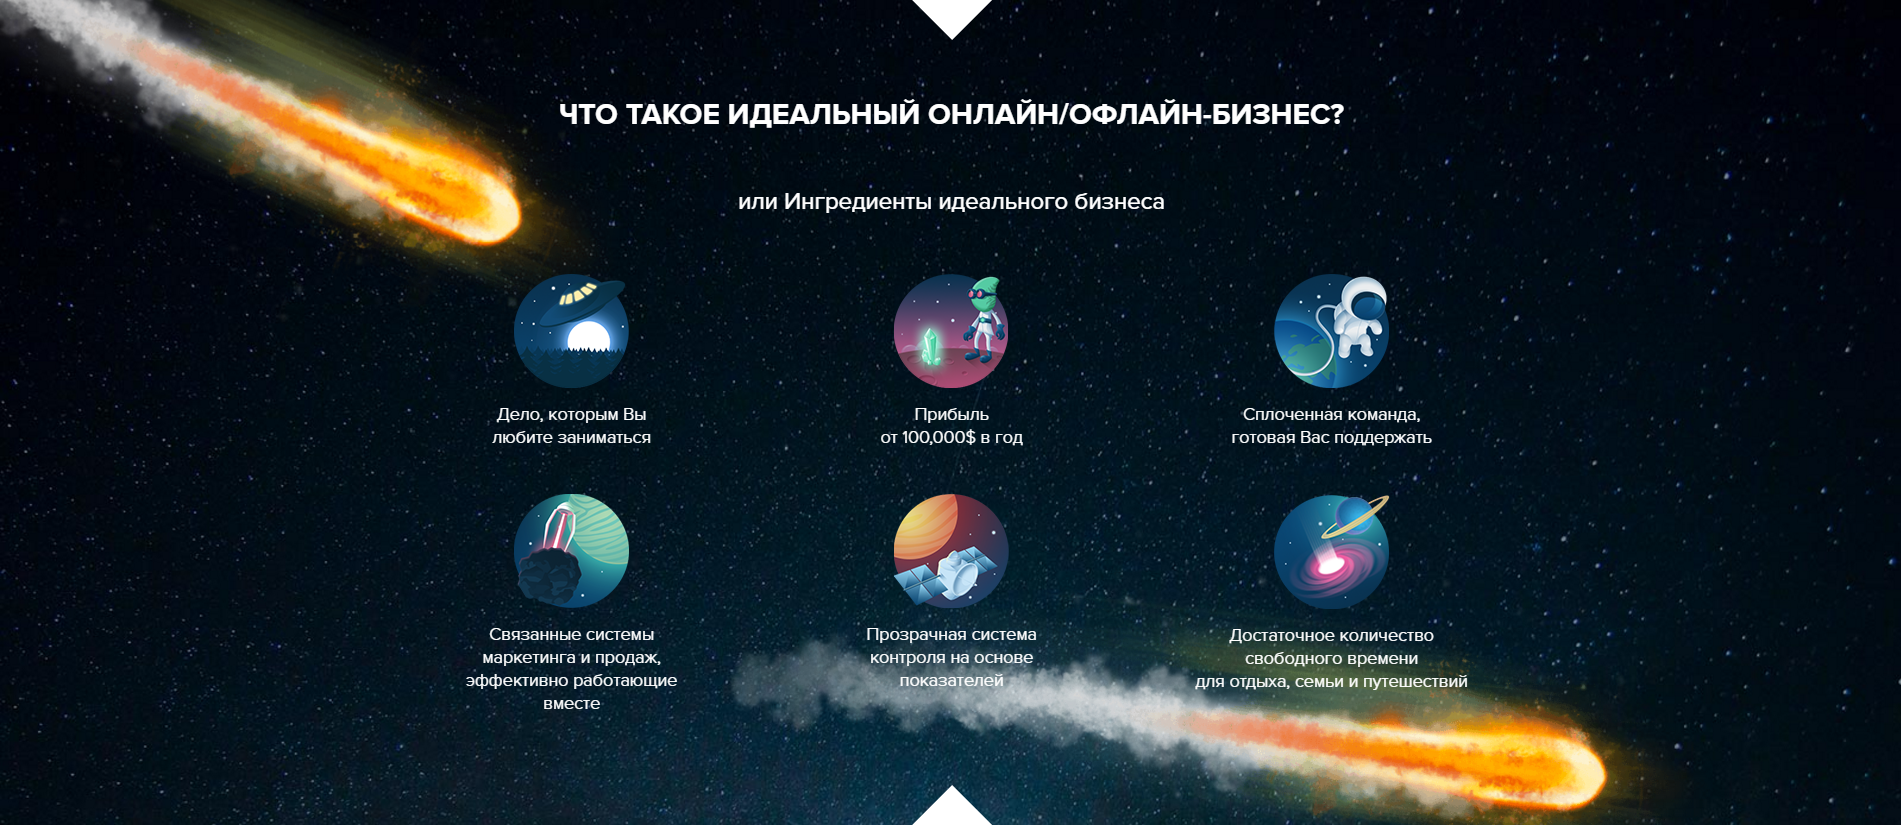 ЧТО ТАКОЕ ИДЕАЛЬНЫЙ ОНЛАЙН/ОФЛАЙН-БИЗНЕС?
или Ингредиенты идеального бизнеса
Дело, которым Вы
любите заниматься
Прибыль
от 100,000$ в год
Сплоченная команда,
готовая Вас поддержать
Связанные системы
маркетинга и продаж,
эффективно работающие
вместе
Прозрачная система
контроля на основе
показателей
Достаточное количество
свободного времени
для отдыха, семьи и путешествий